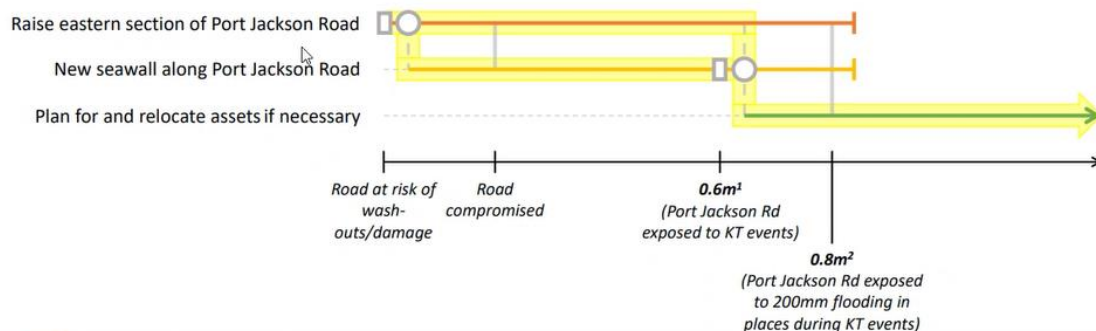 Raise eastern section of Port Jackson Road
New seawall along Port Jackson Road
Plan for and relocate assets if necessary
Road at risk of
wash-
outs/damage
Road
compromised
0.6m¹
(Port Jackson Rd
exposed to KT events)
0.8m²
(Port Jackson Rd exposed
to 200mm flooding in
places during KT events)